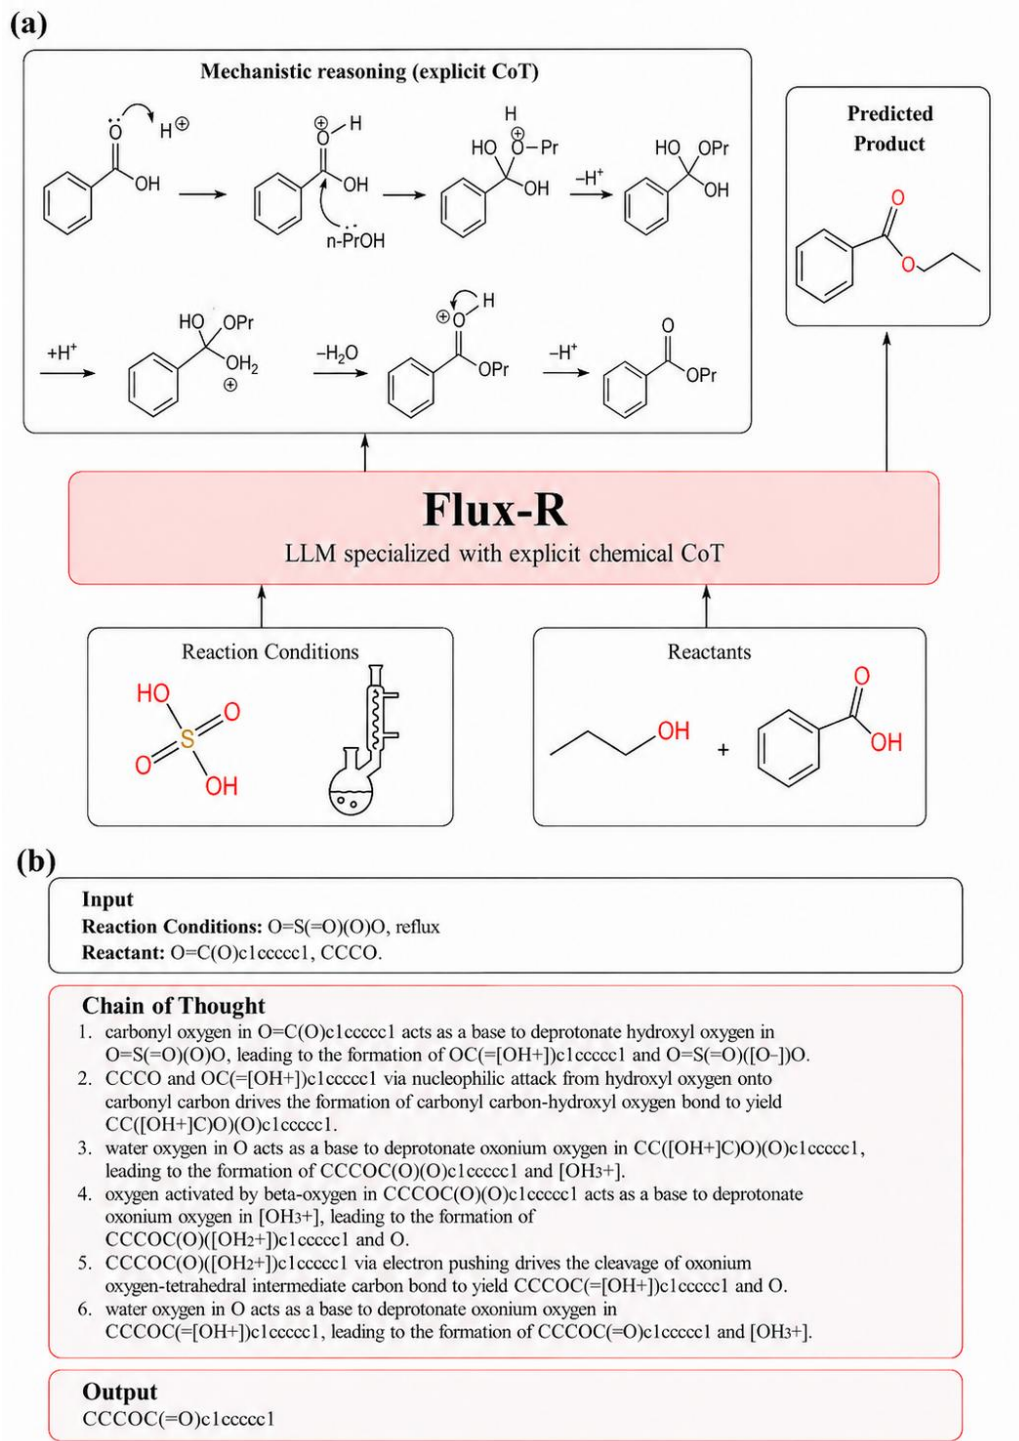 (a)
Mechanistic reasoning (explicit CoT)
O H⊕
OH
⊕
O H
OH
n-PrOH
H
⊕
HO O–Pr
OH
–H+
HO OPr
OH
+H+
HO OPr
OH2
⊕
–H2O
⊕ O H
OPr
–H+
O
OPr
Predicted
Product
O
O
Flux-R
LLM specialized with explicit chemical CoT
Reaction Conditions
HO
O
S
O
OH
Reactants
OH
+
O
OH
(b)
Input
Reaction Conditions: O=S(=O)(O)O, reflux
Reactant: O=C(O)c1ccccc1, CCCO.
Chain of Thought
1. carbonyl oxygen in O=C(O)c1ccccc1 acts as a base to deprotonate hydroxyl oxygen in
O=S(=O)(O)O, leading to the formation of OC(=[OH+])c1ccccc1 and O=S(=O)([O-])O.
2. CCCO and OC(=[OH+])c1ccccc1 via nucleophilic attack from hydroxyl oxygen onto
carbonyl carbon drives the formation of carbonyl carbon-hydroxyl oxygen bond to yield
CC([OH+]C)O)(O)c1ccccc1.
3. water oxygen in O acts as a base to deprotonate oxonium oxygen in CC([OH+]C)O)(O)c1ccccc1,
leading to the formation of CCCOC(O)(O)c1ccccc1 and [OH3+].
4. oxygen activated by beta-oxygen in CCCOC(O)(O)c1ccccc1 acts as a base to deprotonate
oxonium oxygen in [OH3+], leading to the formation of
CCCOC(O)([OH2+])c1ccccc1 and O.
5. CCCOC(O)([OH2+])c1ccccc1 via electron pushing drives the cleavage of oxonium
oxygen-tetrahedral intermediate carbon bond to yield CCCOC(=[OH+])c1ccccc1 and O.
6. water oxygen in O acts as a base to deprotonate oxonium oxygen in
CCCOC(=[OH+])c1ccccc1, leading to the formation of CCCOC(=O)c1ccccc1 and [OH3+].
Output
CCCOC(=O)c1ccccc1